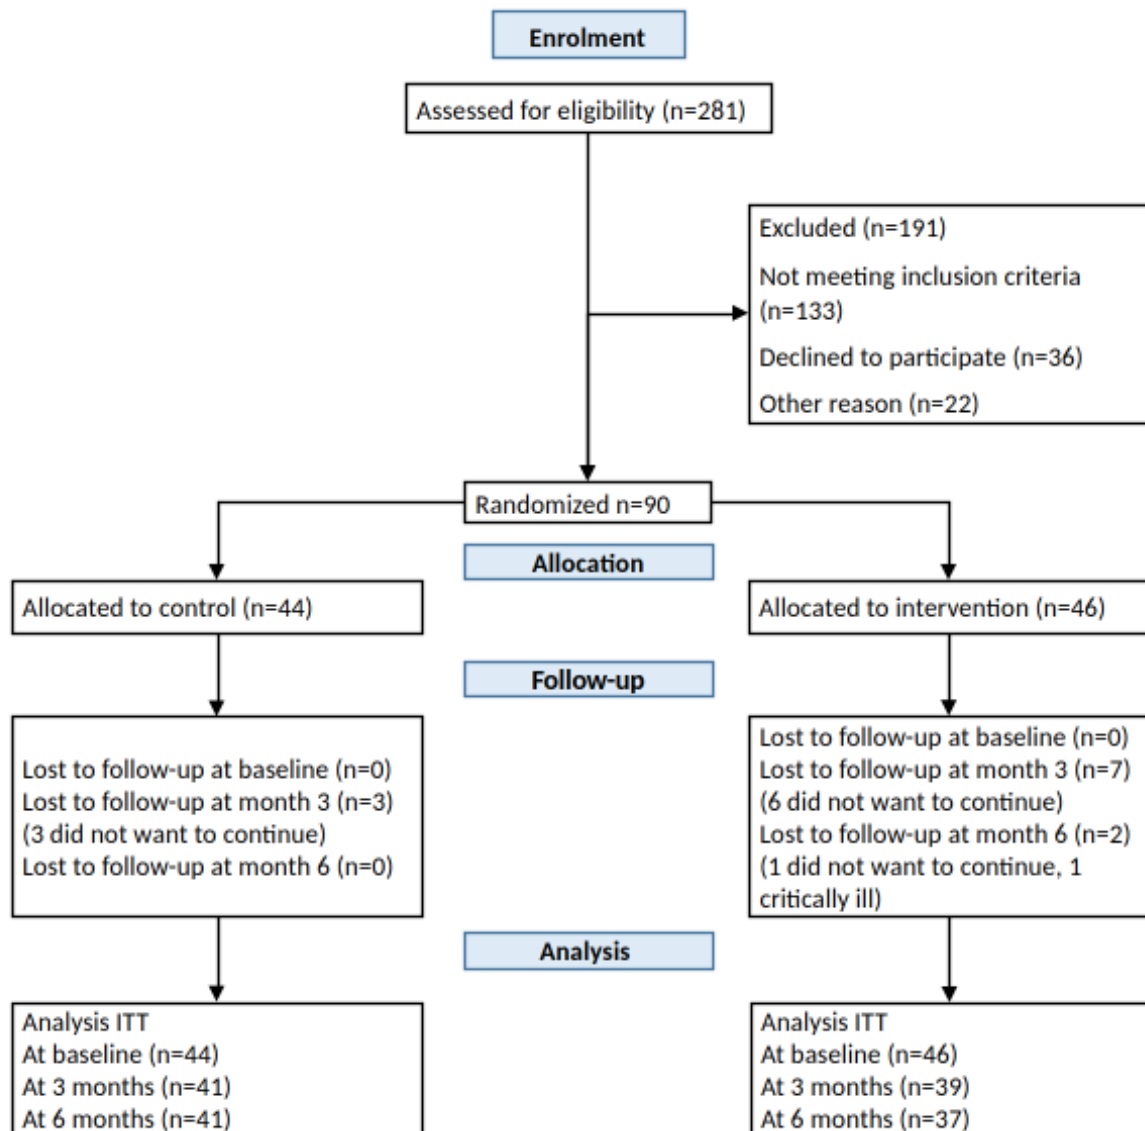 Enrolment
Assessed for eligibility (n=281)
Excluded (n=191)
Not meeting inclusion criteria
(n=133)
Declined to participate (n=36)
Other reason (n=22)
Randomized n=90
Allocation
Allocated to control (n=44)
Allocated to intervention (n=46)
Follow-up
Lost to follow-up at baseline (n=0)
Lost to follow-up at month 3 (n=3)
(3 did not want to continue)
Lost to follow-up at month 6 (n=0)
Lost to follow-up at baseline (n=0)
Lost to follow-up at month 3 (n=7)
(6 did not want to continue)
Lost to follow-up at month 6 (n=2)
(1 did not want to continue, 1
critically ill)
Analysis
Analysis ITT
At baseline (n=44)
At 3 months (n=41)
At 6 months (n=41)
Analysis ITT
At baseline (n=46)
At 3 months (n=39)
At 6 months (n=37)